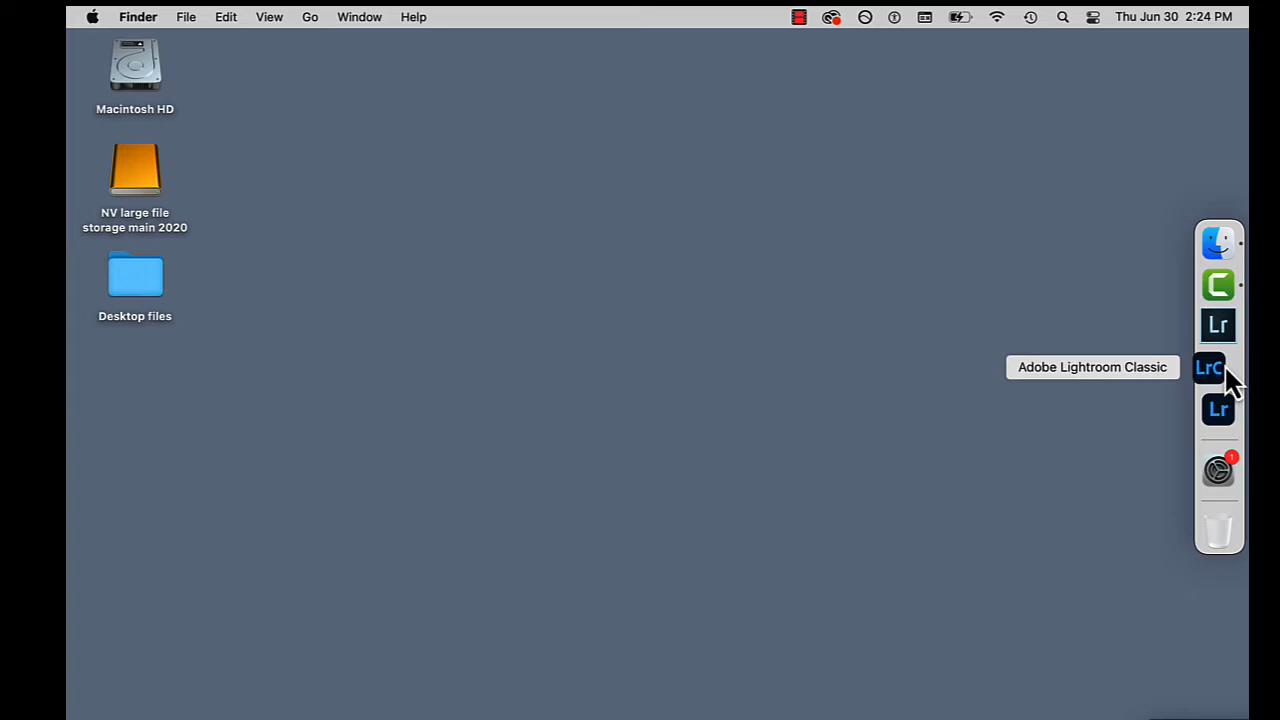 Finder File Edit View Go Window Help Thu Jun 30 2:24 PM
Macintosh HD
NV large file
storage main 2020
Desktop files
Lr
Adobe Lightroom Classic LrC
Lr
1